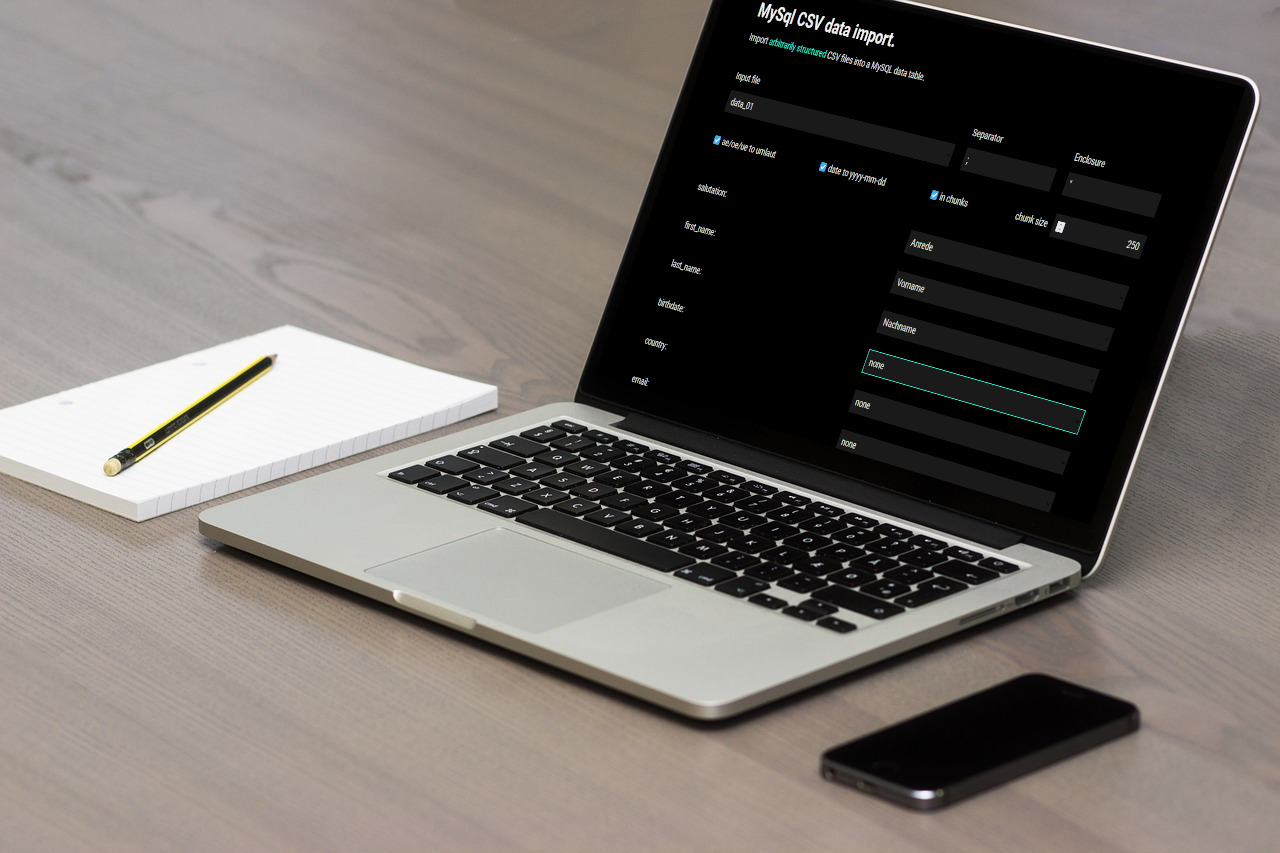 MySql CSV data import.
Import arbitrarily structured CSV files into a MySQL data table.
Input file
data_01
Separator
;
Enclosure
"
ae/oe/ue to umlaut
date to yyyy-mm-dd
in chunks
chunk size
250
salutation:
Anrede
first_name:
Vorname
last_name:
Nachname
birthdate:
none
country:
none
email:
none